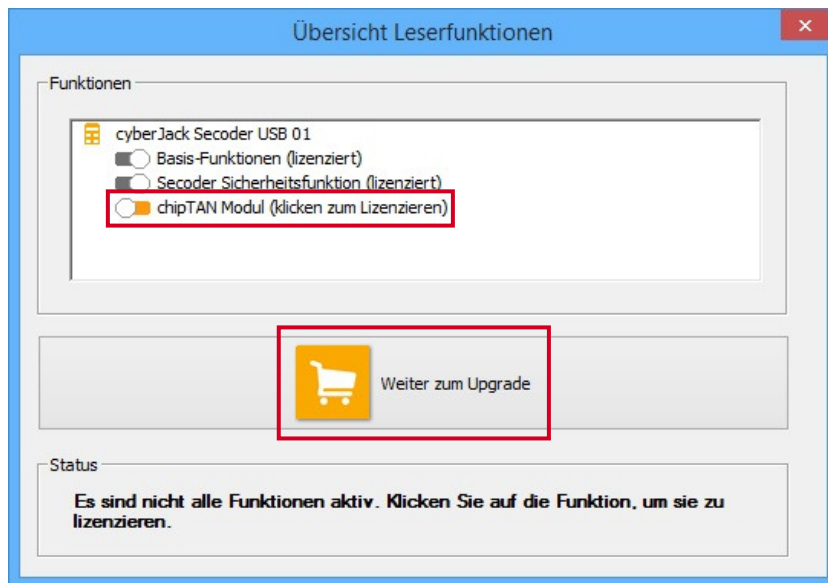 Übersicht Leserfunktionen
Funktionen
cyberJack Secoder USB 01
Basis-Funktionen (lizenziert)
Secoder Sicherheitsfunktion (lizenziert)
chipTAN Modul (klicken zum Lizenzieren)
Weiter zum Upgrade
Status
Es sind nicht alle Funktionen aktiv. Klicken Sie auf die Funktion, um sie zu
lizenzieren.